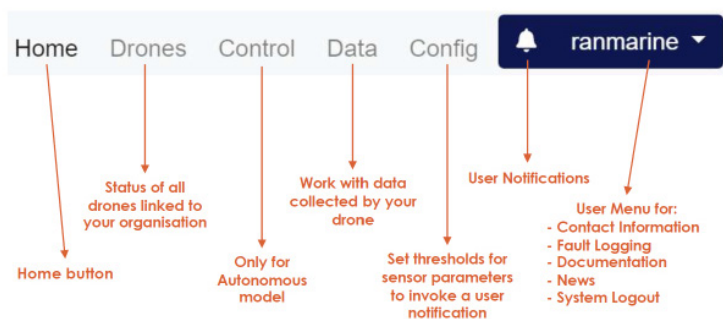 Home Drones Control Data Config ranmarine
Status of all
drones linked to
your organisation
Work with data
collected by your
drone
User Notifications
User Menu for:
- Contact Information
- Fault Logging
- Documentation
- News
- System Logout
Home button
Only for
Autonomous
model
Set thresholds for
sensor parameters
to invoke a user
notification